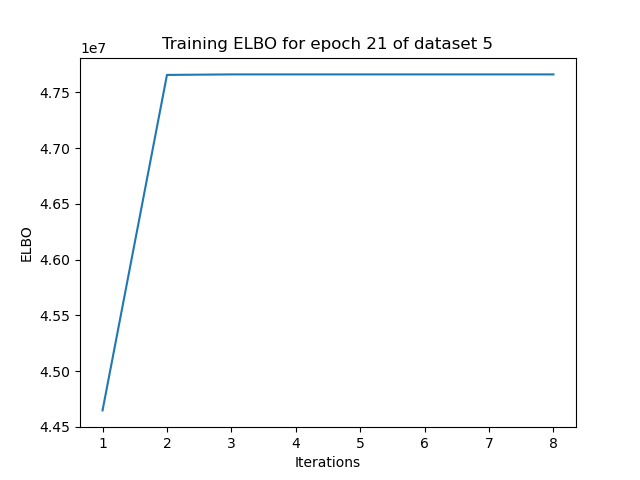 Training ELBO for epoch 21 of dataset 5
1e7
4.75
4.70
4.65
4.60
4.55
4.50
4.45
ELBO
1 2 3 4 5 6 7 8
Iterations